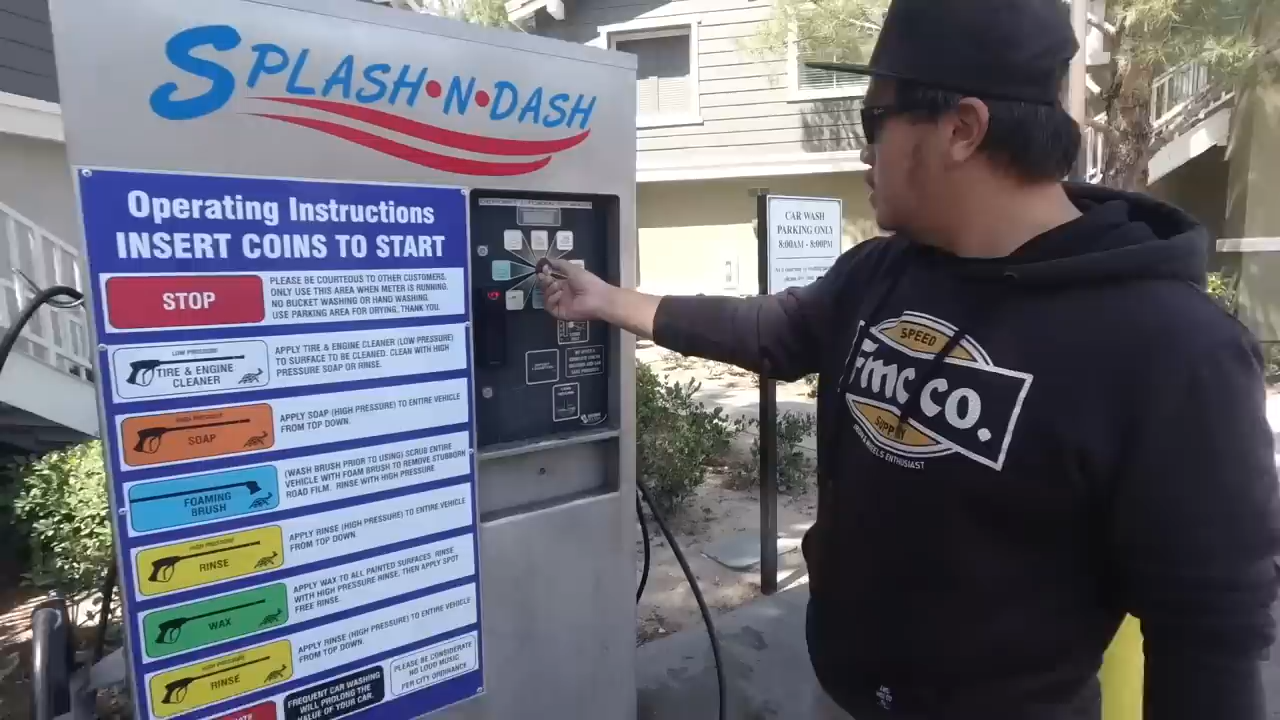 SPLASH•N•DASH
Operating Instructions
INSERT COINS TO START
STOP
PLEASE BE COURTEOUS TO OTHER CUSTOMERS.
ONLY USE THIS AREA WHEN METER IS RUNNING.
NO BUCKET WASHING OR HAND WASHING.
USE PARKING AREA FOR DRYING. THANK YOU.
LOW PRESSURE
TIRE & ENGINE
CLEANER
APPLY TIRE & ENGINE CLEANER (LOW PRESSURE)
TO SURFACE TO BE CLEANED. CLEAN WITH HIGH
PRESSURE SOAP OR RINSE.
HIGH PRESSURE
SOAP
APPLY SOAP (HIGH PRESSURE) TO ENTIRE VEHICLE
FROM TOP DOWN.
FOAMING
BRUSH
(WASH BRUSH PRIOR TO USING) SCRUB ENTIRE
VEHICLE WITH FOAM BRUSH TO REMOVE STUBBORN
ROAD FILM. RINSE WITH HIGH PRESSURE
HIGH PRESSURE
RINSE
APPLY RINSE (HIGH PRESSURE) TO ENTIRE VEHICLE
FROM TOP DOWN.
WAX
APPLY WAX TO ALL PAINTED SURFACES. RINSE
WITH HIGH PRESSURE RINSE. THEN APPLY SPOT
FREE RINSE.
HIGH PRESSURE
RINSE
APPLY RINSE (HIGH PRESSURE) TO ENTIRE VEHICLE
FROM TOP DOWN.
FREQUENT CAR WASHING
WILL PROLONG THE
VALUE OF YOUR CAR.
PLEASE BE CONSIDERATE
NO LOUD MUSIC
PER CITY ORDINANCE
CAR WASH
PARKING ONLY
8:00AM - 8:00PM
SPEED
Fmc co.
SUPPLY